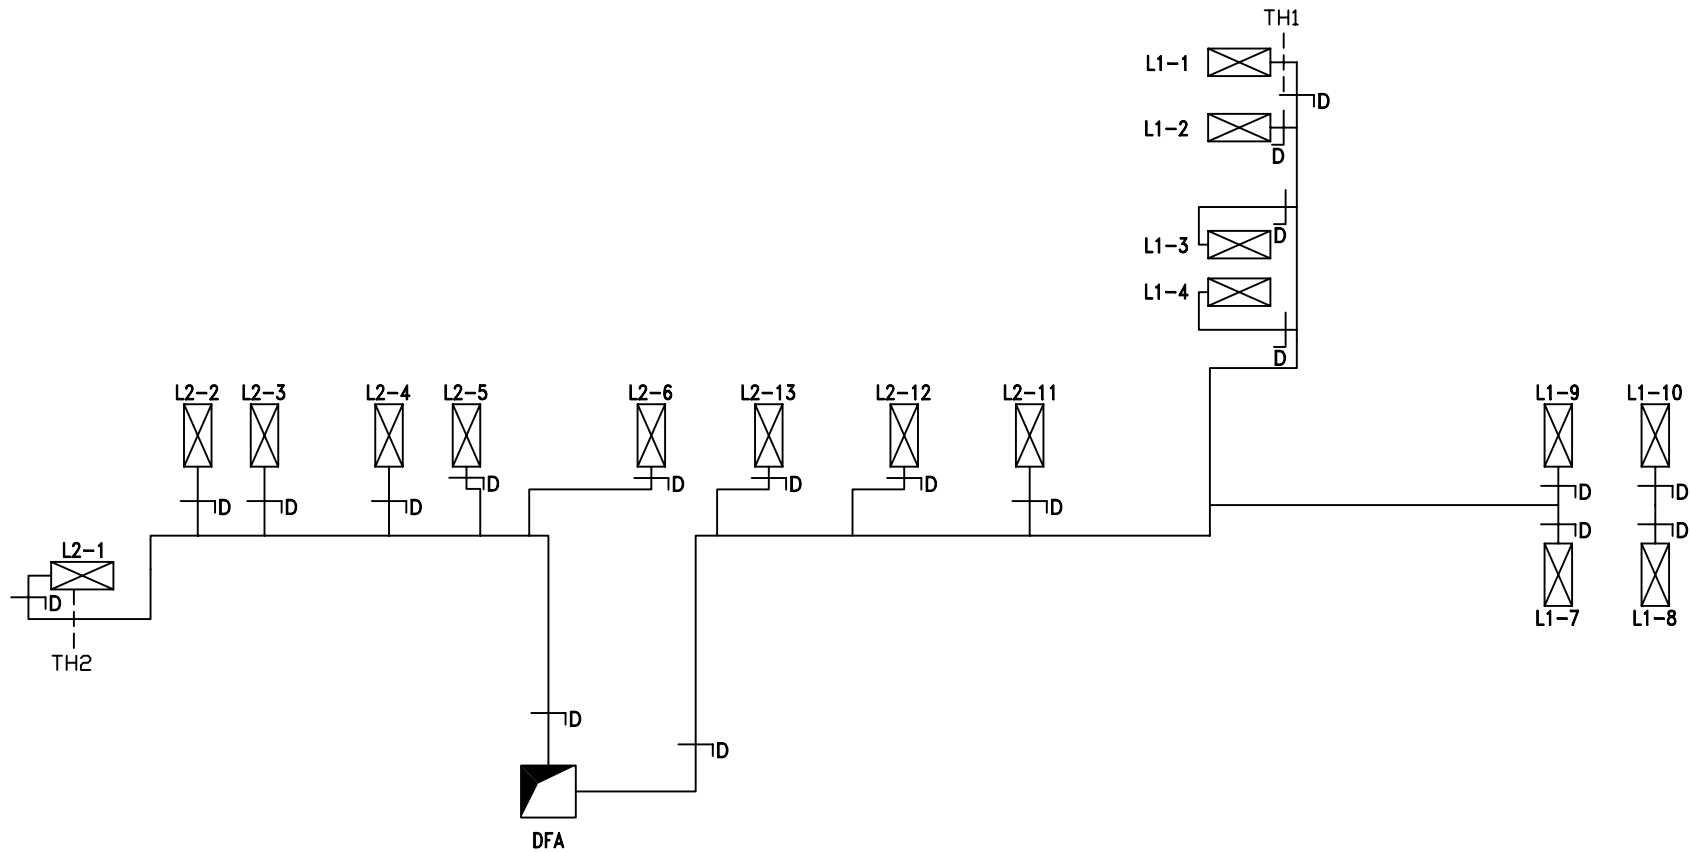 TH1
L1-1
D
L1-2
D
D
L1-3
L1-4
D
L2-2 L2-3 L2-4 L2-5 L2-6 L2-13 L2-12 L2-11 L1-9 L1-10
D D D D D D D D D D
D D
L2-1
D
L1-7 L1-8
TH2
D
D
DFA